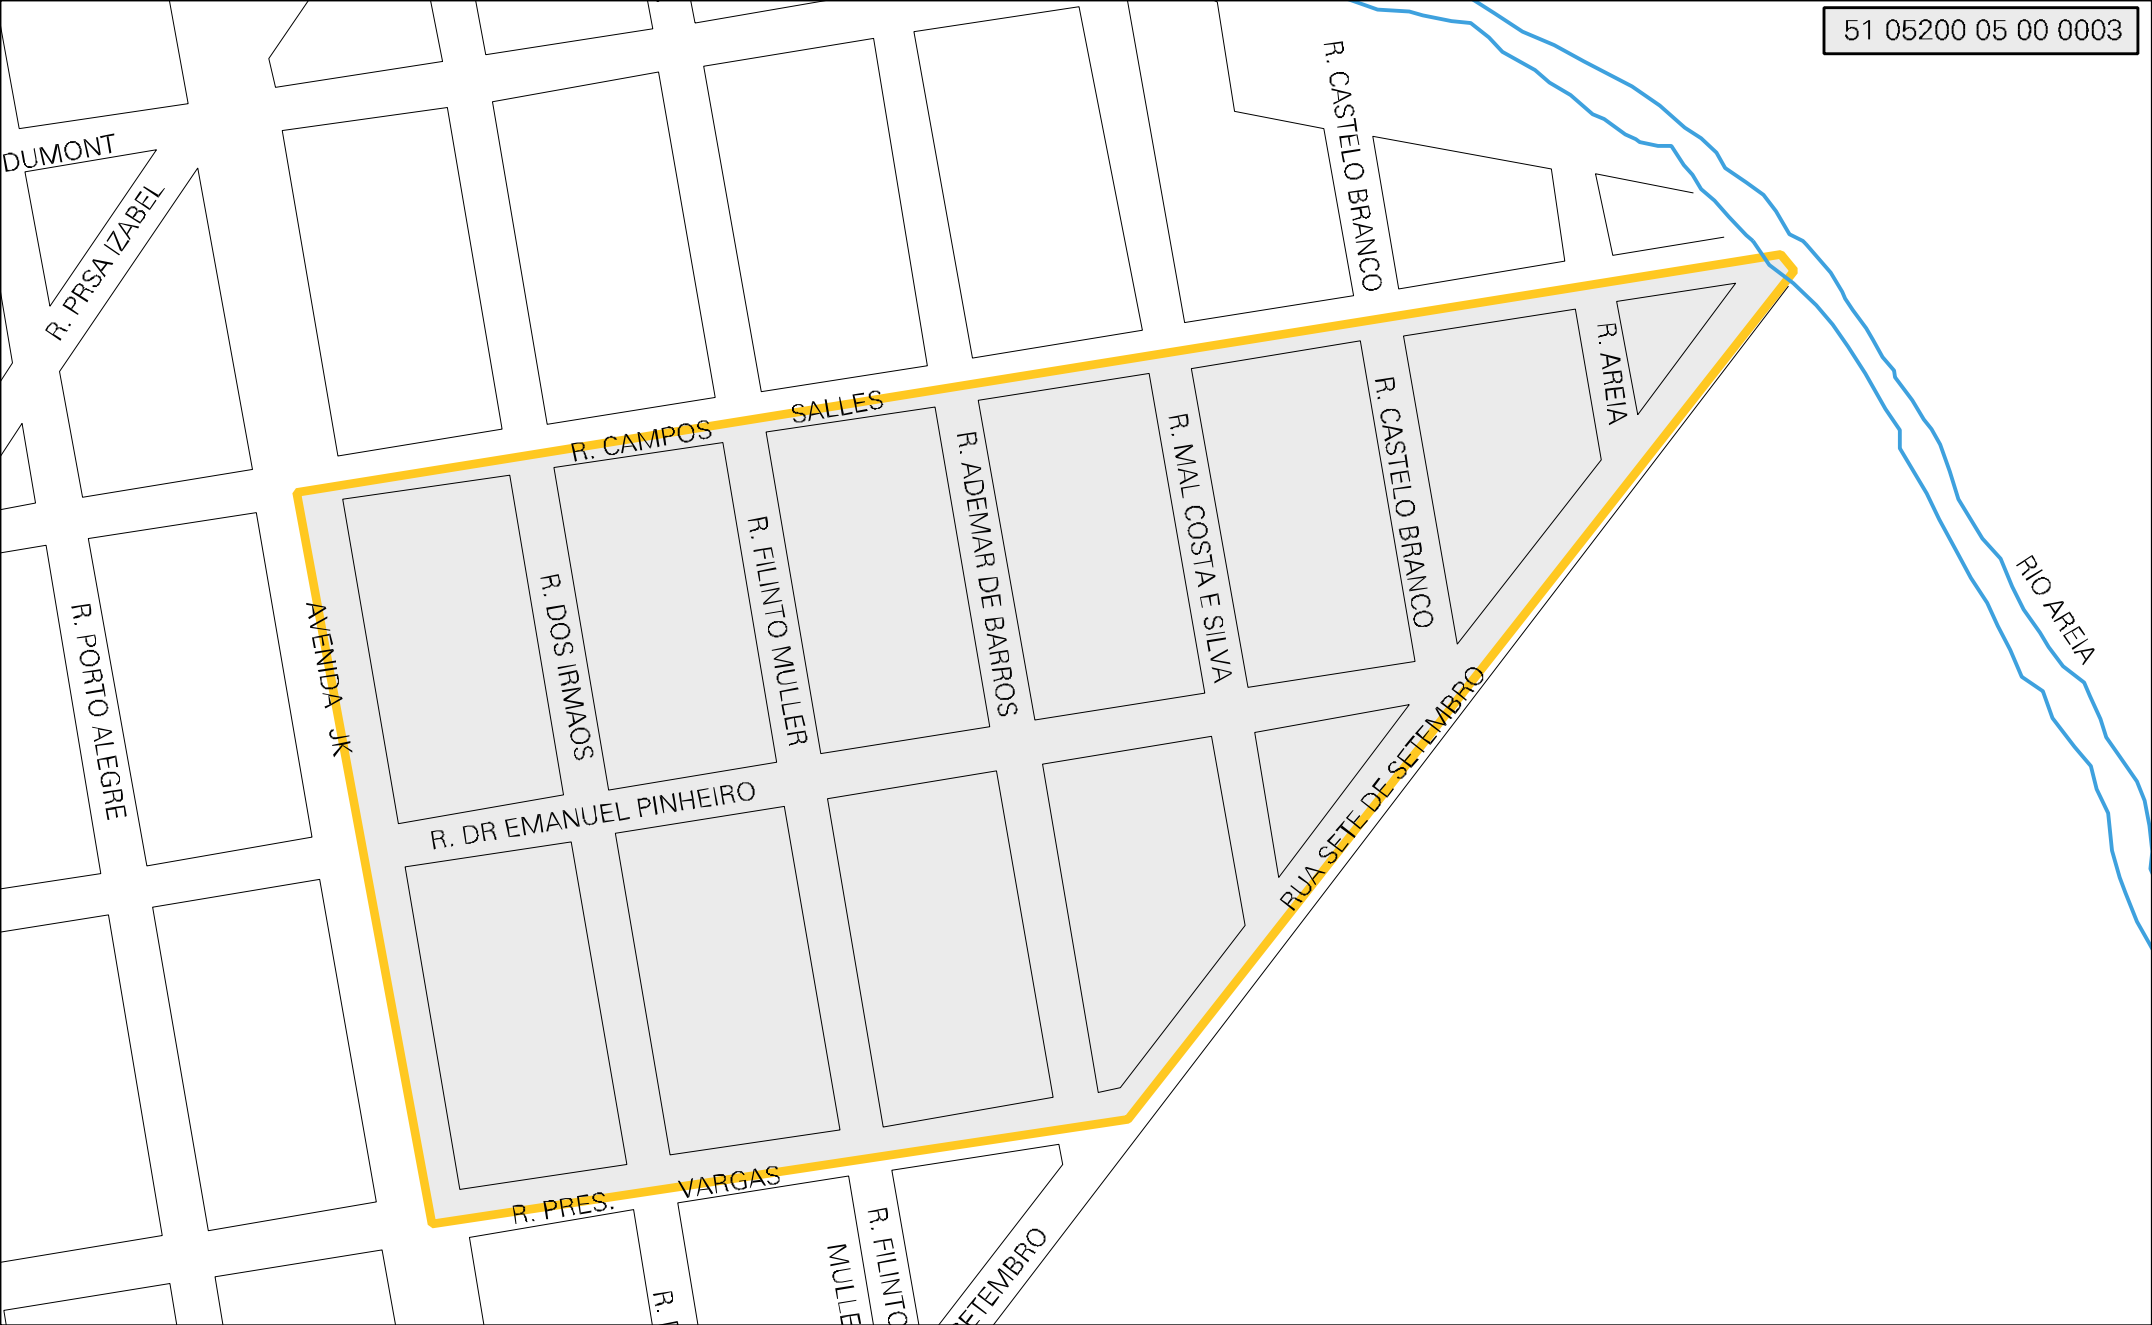 51 05200 05 00 0003
R. CASTELO BRANCO
DUMONT
R. PRSA IZABEL
R. AREIA
R. CAMPOS SALLES
R. CASTELO BRANCO
R. MAL COSTA E SILVA
R. ADEMAR DE BARROS
R. FILINTO MULLER
R. DOS IRMAOS
AVENIDA JK
R. PORTO ALEGRE
RIO AREIA
R. DR EMANUEL PINHEIRO
RUA SETE DE SETEMBRO
R. PRES. VARGAS
R. FILINTO
MULLE
ETEMBRO
R.